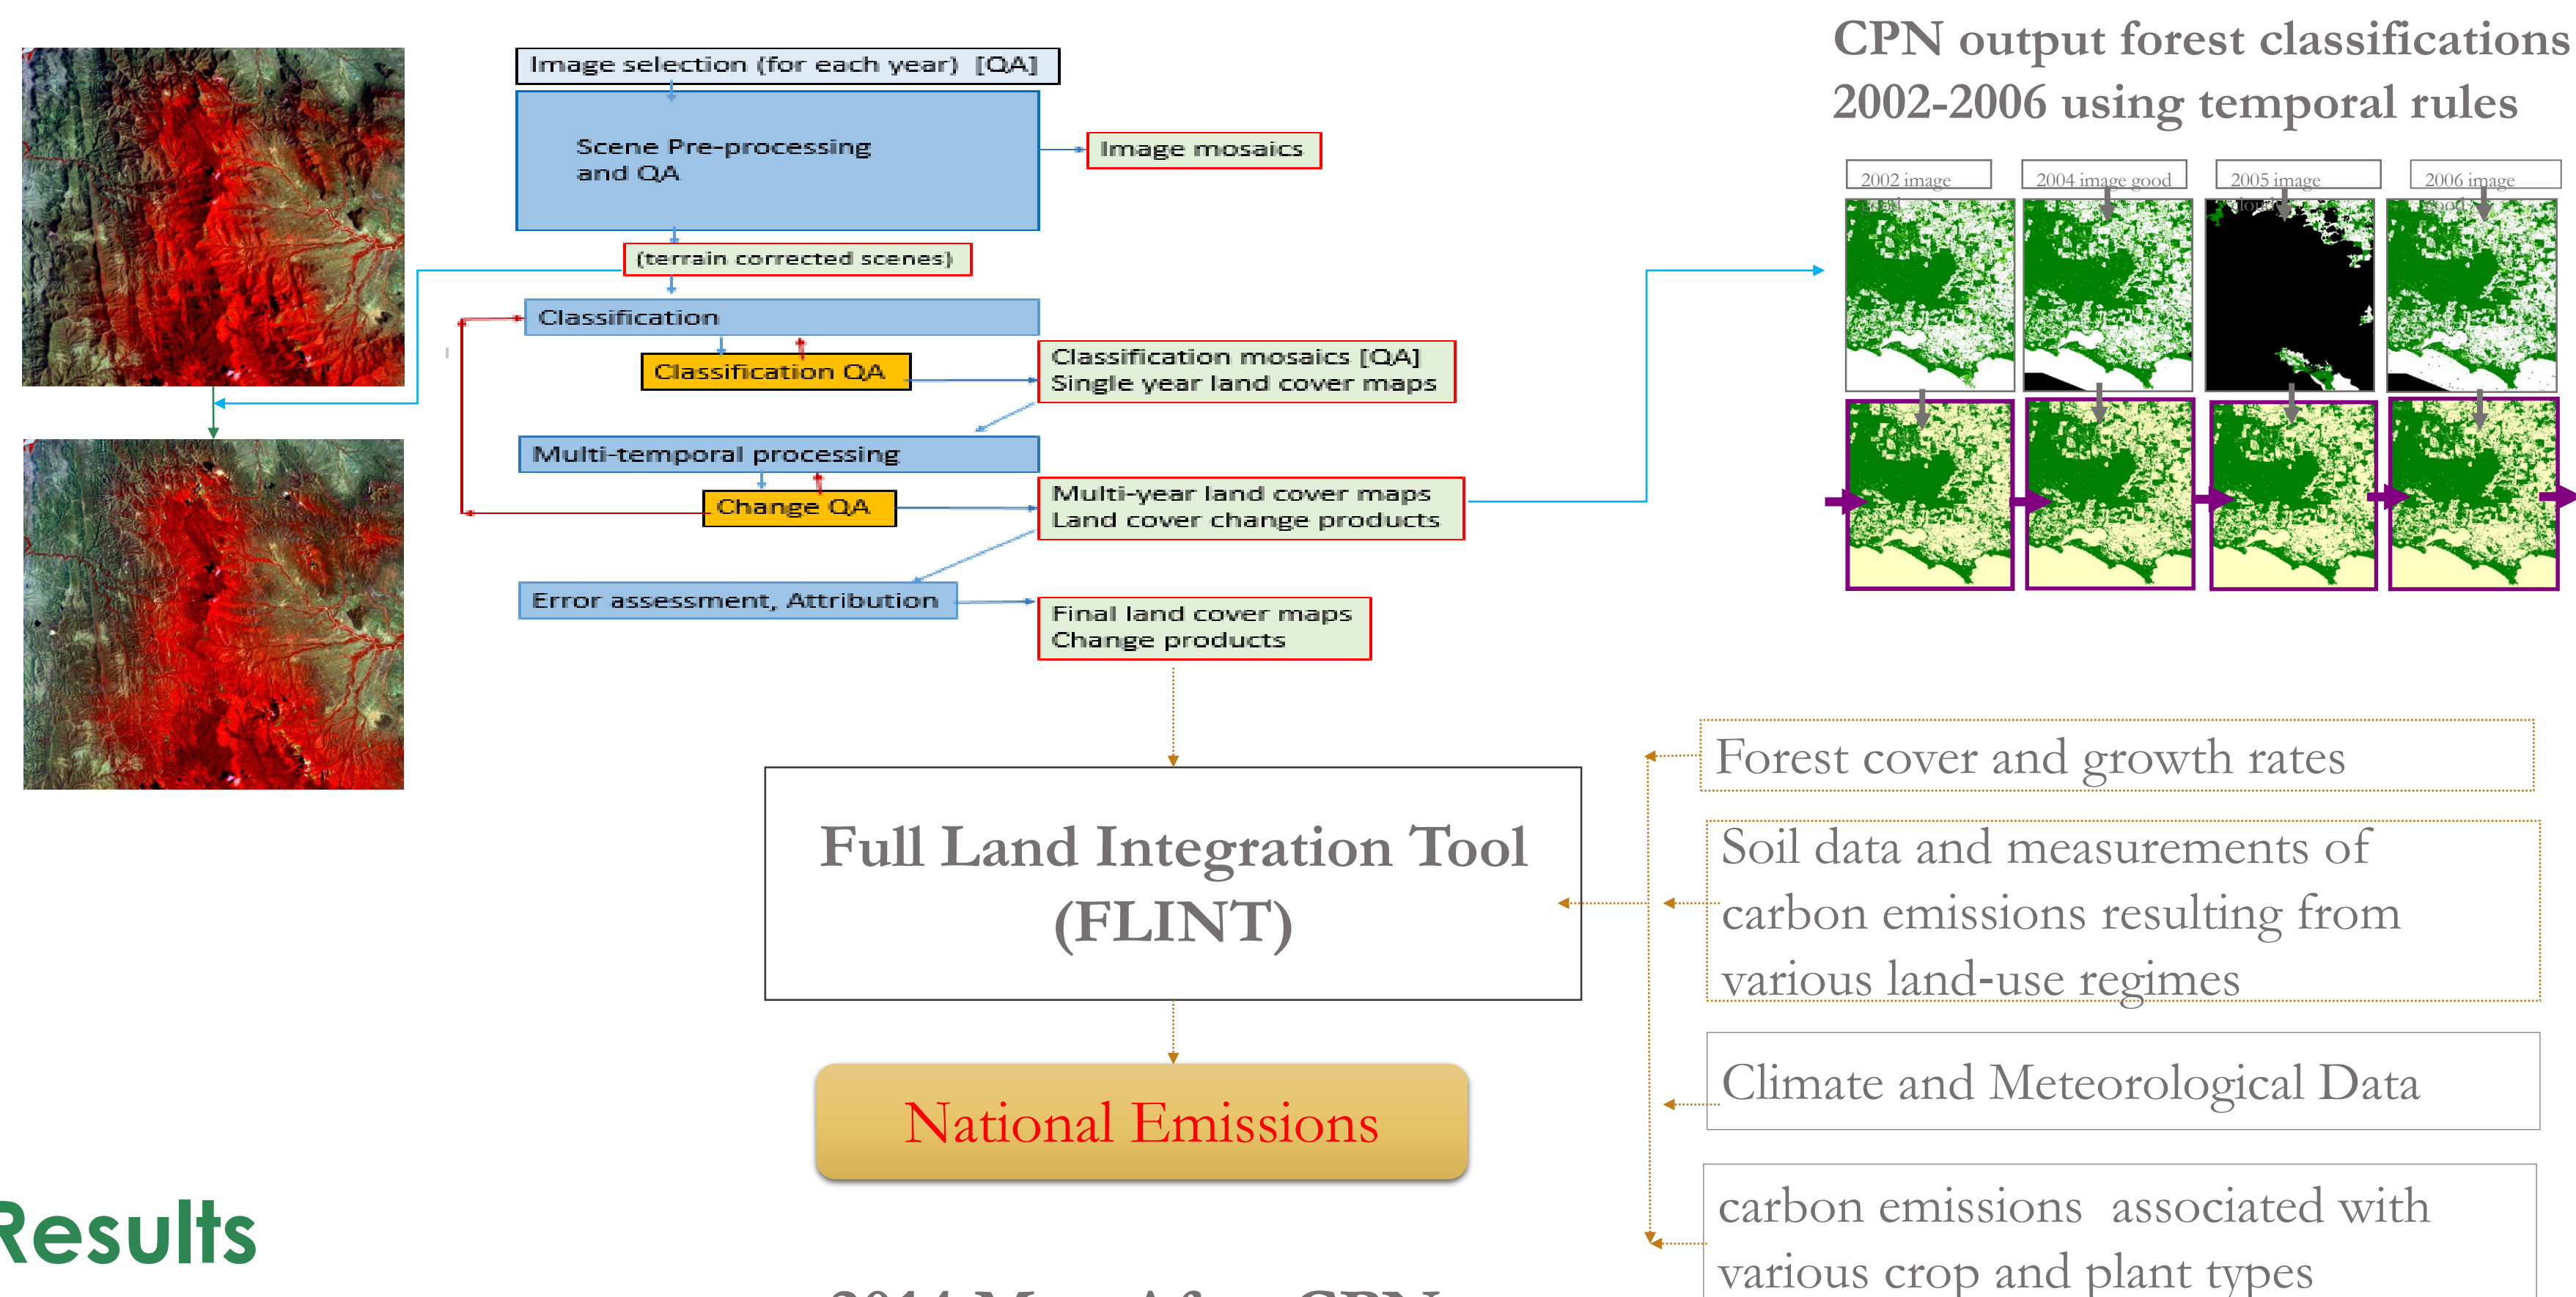 CPN output forest classifications
2002-2006 using temporal rules
Image selection (for each year) [QA]
Scene Pre-processing
and QA
Image mosaics
(terrain corrected scenes)
Classification
Classification QA
Classification mosaics [QA]
Single year land cover maps
Multi-temporal processing
Change QA
Multi-year land cover maps
Land cover change products
Error assessment, Attribution
Final land cover maps
Change products
2002 image
good
2004 image good
2005 image
cloudy
2006 image
good
Full Land Integration Tool
(FLINT)
National Emissions
Forest cover and growth rates
Soil data and measurements of
carbon emissions resulting from
various land-use regimes
Climate and Meteorological Data
carbon emissions associated with
various crop and plant types
Results